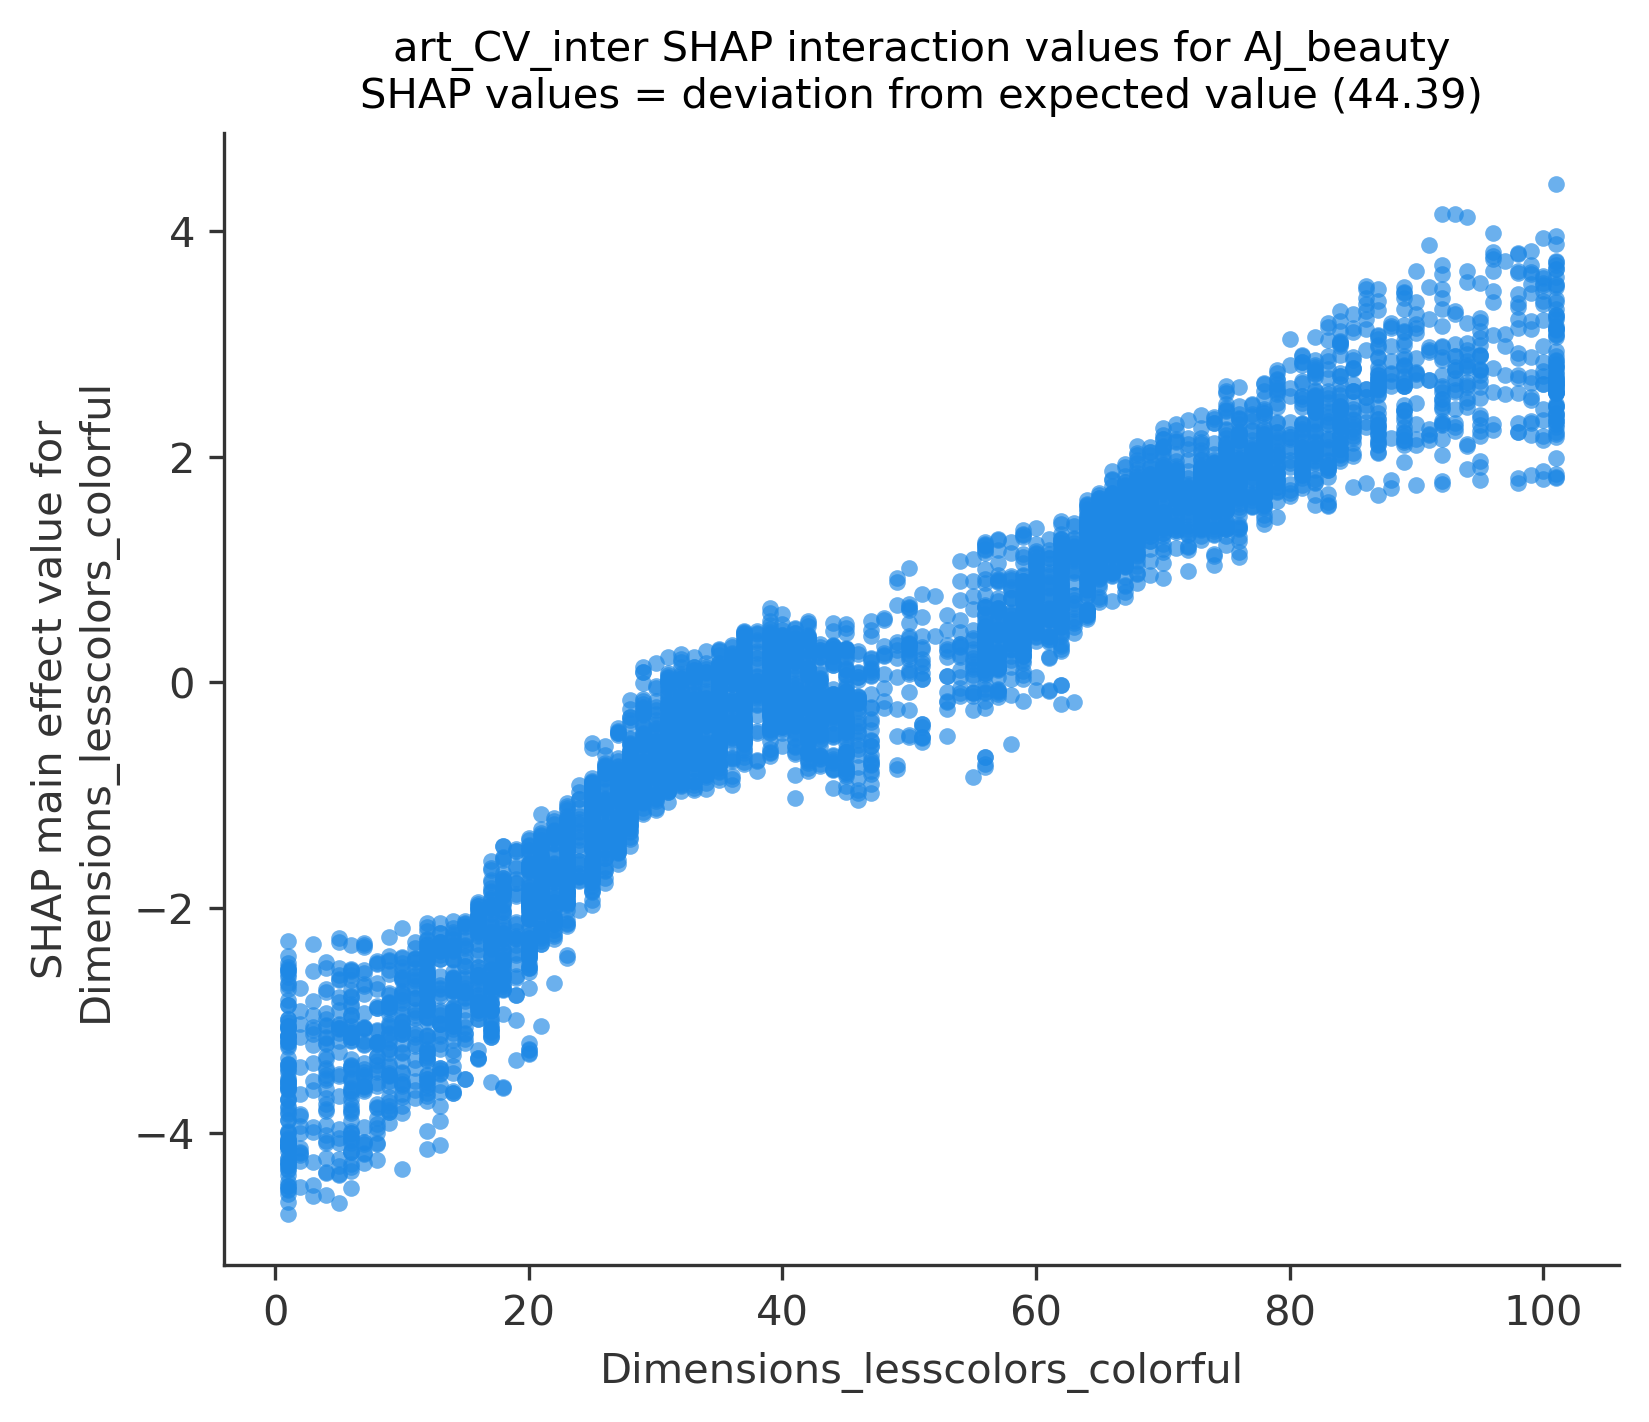 art_CV_inter SHAP interaction values for AJ_beauty
SHAP values = deviation from expected value (44.39)
SHAP main effect value for
Dimensions_lesscolors_colorful
4
2
0
−2
−4
0 20 40 60 80 100
Dimensions_lesscolors_colorful